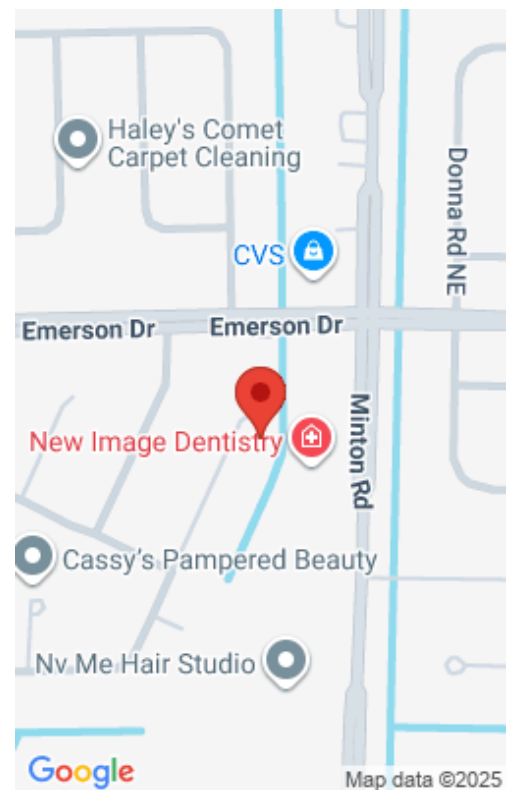 Haley's Comet
Carpet Cleaning
Donna Rd NE
CVS
Emerson Dr
Emerson Dr
Minton Rd
New Image Dentistry
Cassy's Pampered Beauty
Nv Me Hair Studio
Google
Map data ©2025